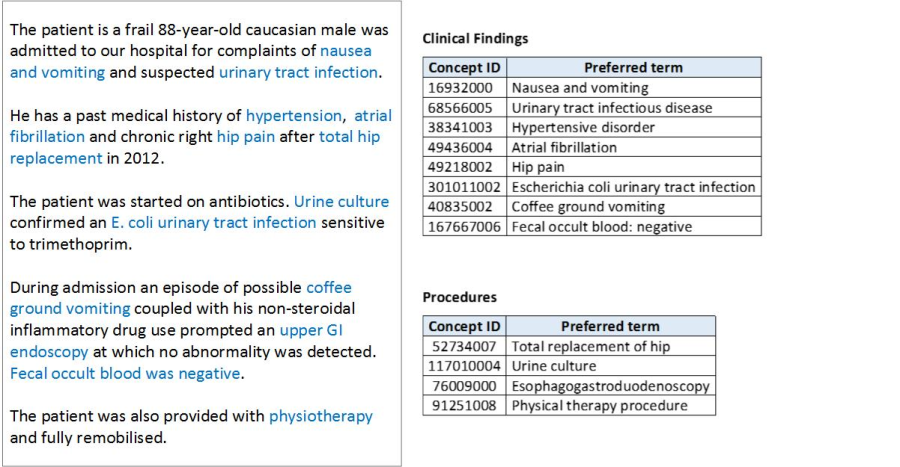 The patient is a frail 88-year-old caucasian male was
admitted to our hospital for complaints of nausea
and vomiting and suspected urinary tract infection.
He has a past medical history of hypertension, atrial
fibrillation and chronic right hip pain after total hip
replacement in 2012.
The patient was started on antibiotics. Urine culture
confirmed an E. coli urinary tract infection sensitive
to trimethoprim.
During admission an episode of possible coffee
ground vomiting coupled with his non-steroidal
inflammatory drug use prompted an upper GI
endoscopy at which no abnormality was detected.
Fecal occult blood was negative.
The patient was also provided with physiotherapy
and fully remobilised.
Clinical Findings
Concept ID Preferred term
16932000 Nausea and vomiting
68566005 Urinary tract infectious disease
38341003 Hypertensive disorder
49436004 Atrial fibrillation
49218002 Hip pain
301011002 Escherichia coli urinary tract infection
40835002 Coffee ground vomiting
167667006 Fecal occult blood: negative
Procedures
Concept ID Preferred term
52734007 Total replacement of hip
117010004 Urine culture
76009000 Esophagogastroduodenoscopy
91251008 Physical therapy procedure